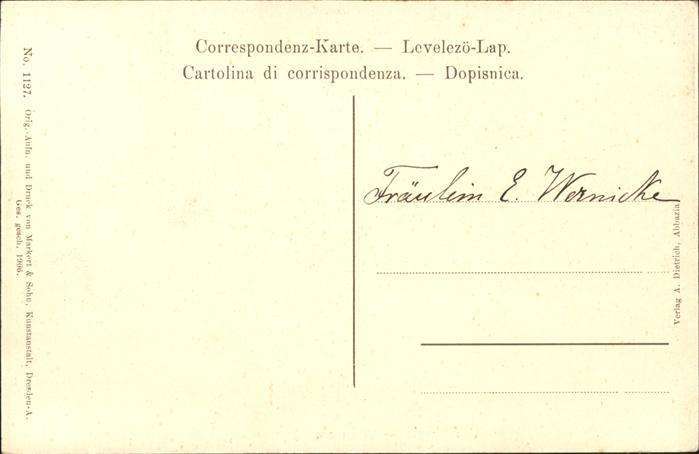 Correspondenz-Karte. — Levelezö-Lap.
Cartolina di corrispondenza. — Dopisnica.
Fräulein E. Wernicke
No. 1127. Orig.-Aufn. und Druck von Markert & Sohn, Kunstanstalt, Dresden-A.
Ges. gesch. 1906.
Verlag A. Dietrich, Abbazia.